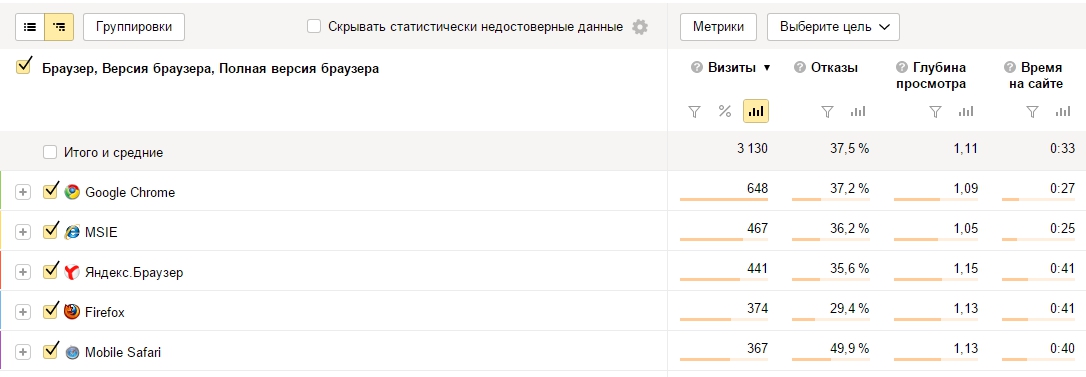 Группировки Скрывать статистически недостоверные данные Метрики Выберите цель
Браузер, Версия браузера, Полная версия браузера ? Визиты ▼ ? Отказы ? Глубина просмотра ? Время на сайте
%
Итого и средние 3 130 37,5 % 1,11 0:33
Google Chrome 648 37,2 % 1,09 0:27
MSIE 467 36,2 % 1,05 0:25
Яндекс.Браузер 441 35,6 % 1,15 0:41
Firefox 374 29,4 % 1,13 0:41
Mobile Safari 367 49,9 % 1,13 0:40